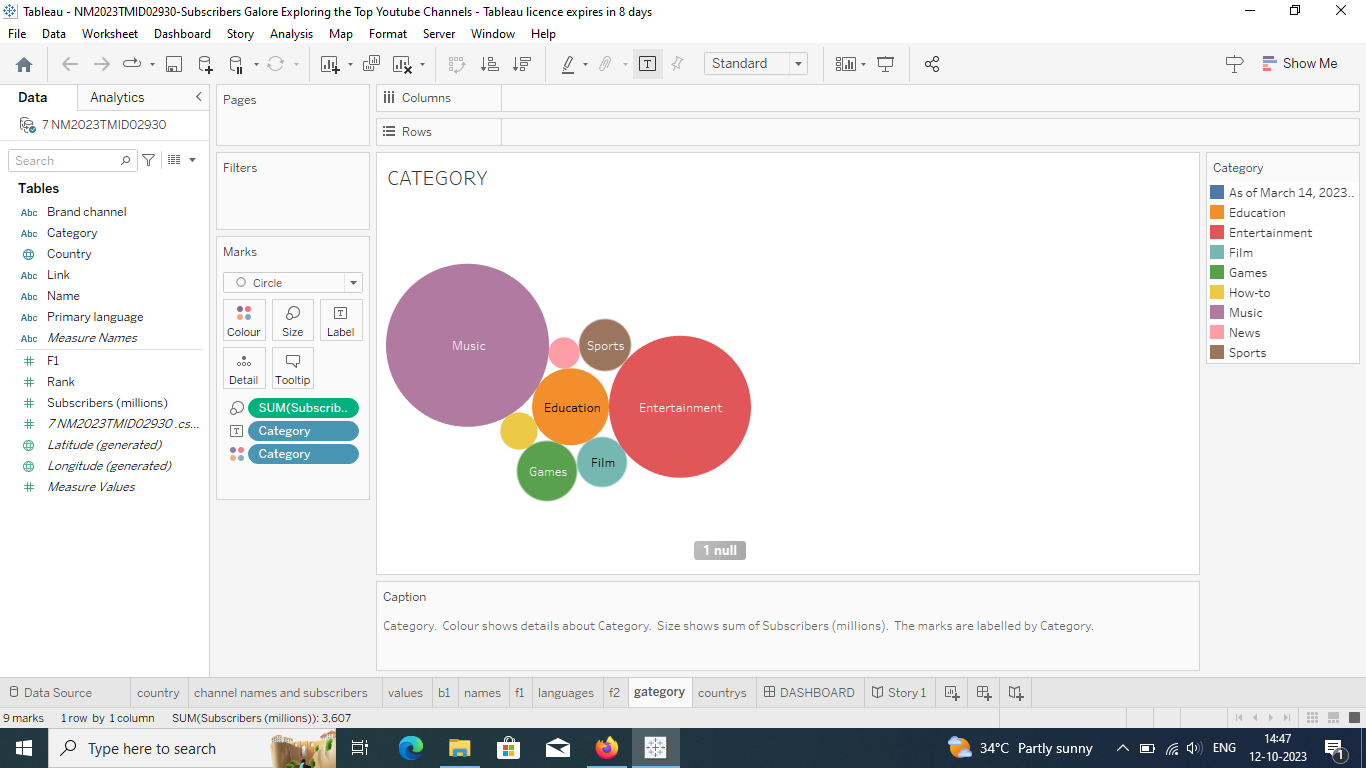 Tableau - NM2023TMID02930-Subscribers Galore Exploring the Top Youtube Channels - Tableau licence expires in 8 days
File Data Worksheet Dashboard Story Analysis Map Format Server Window Help
Standard
Show Me
Data Analytics
7 NM2023TMID02930
Search
Tables
Abc Brand channel
Abc Category
Country
Abc Link
Abc Name
Abc Primary language
Abc Measure Names
# F1
# Rank
# Subscribers (millions)
# 7 NM2023TMID02930 .cs...
Latitude (generated)
Longitude (generated)
# Measure Values
Pages
Filters
Marks
Circle
Colour Size Label
Detail Tooltip
SUM(Subscrib..
Category
Category
Columns
Rows
CATEGORY
Music
Sports
Education
Entertainment
Games
Film
1 null
Caption
Category. Colour shows details about Category. Size shows sum of Subscribers (millions). The marks are labelled by Category.
Category
As of March 14, 2023..
Education
Entertainment
Film
Games
How-to
Music
News
Sports
Data Source country channel names and subscribers values b1 names f1 languages f2 gategory countrys DASHBOARD Story 1
9 marks 1 row by 1 column SUM(Subscribers (millions)): 3,607
Type here to search
34°C Partly sunny
ENG
14:47
12-10-2023
1